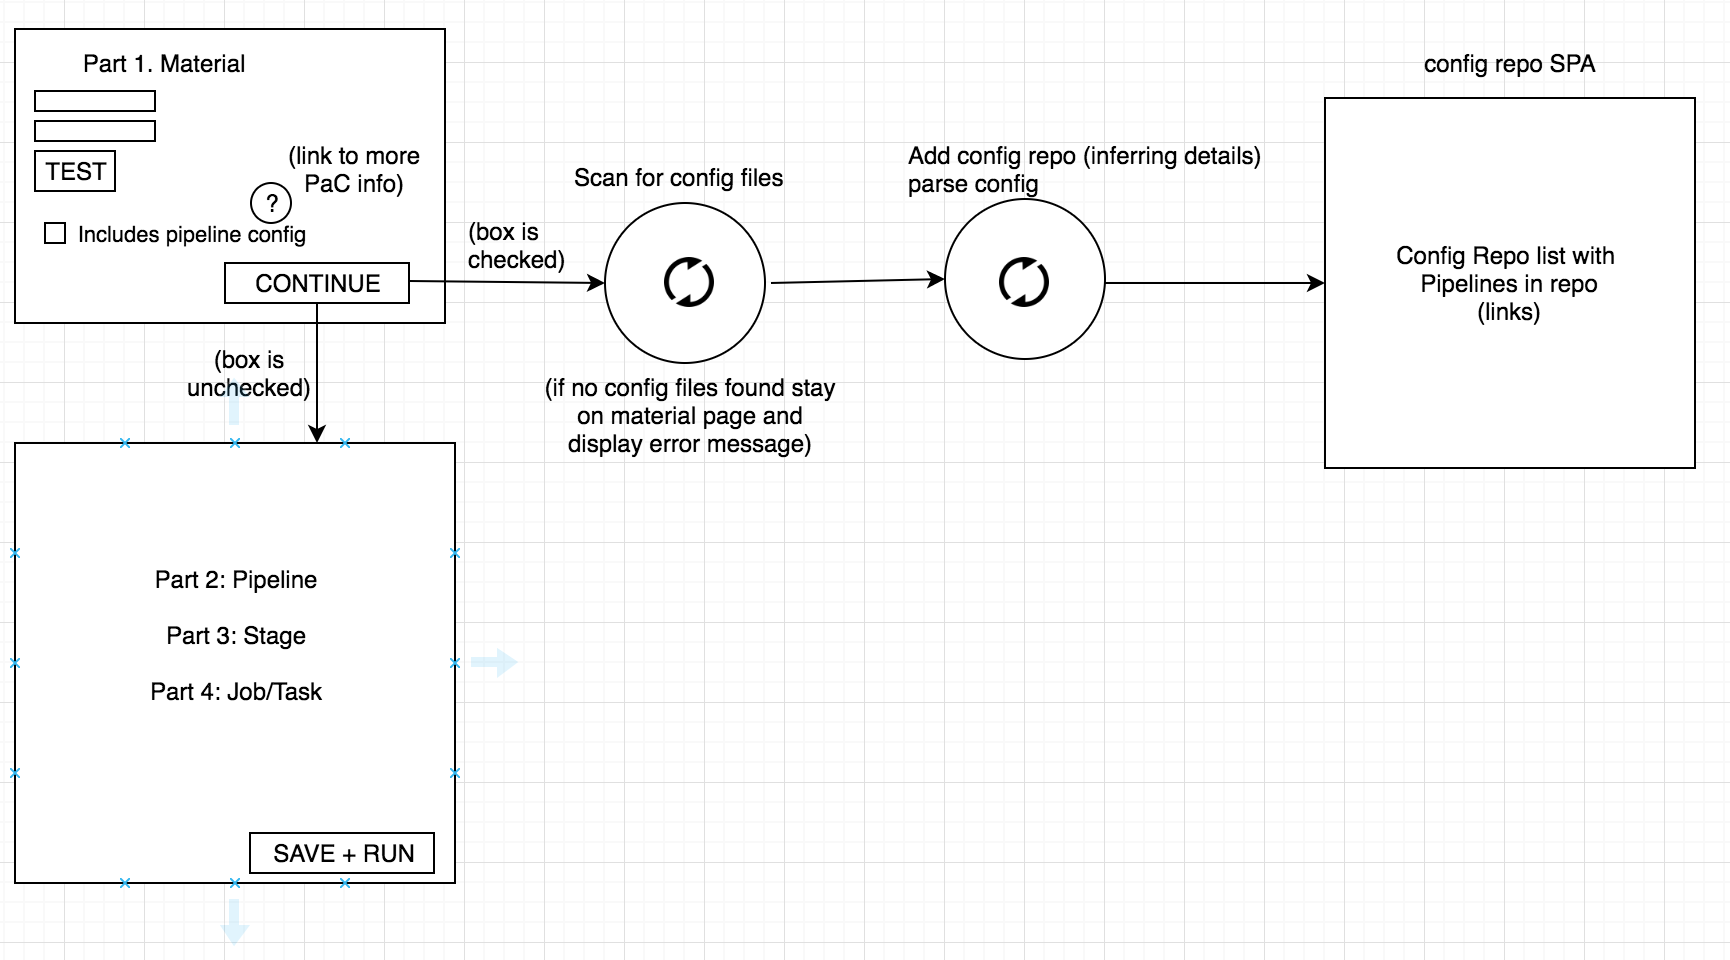 Part 1. Material
TEST
(link to more
PaC info)
?
Includes pipeline config
CONTINUE
(box is
checked)
(box is
unchecked)
Scan for config files
(if no config files found stay
on material page and
display error message)
Add config repo (inferring details)
parse config
config repo SPA
Config Repo list with
Pipelines in repo
(links)
Part 2: Pipeline
Part 3: Stage
Part 4: Job/Task
SAVE + RUN